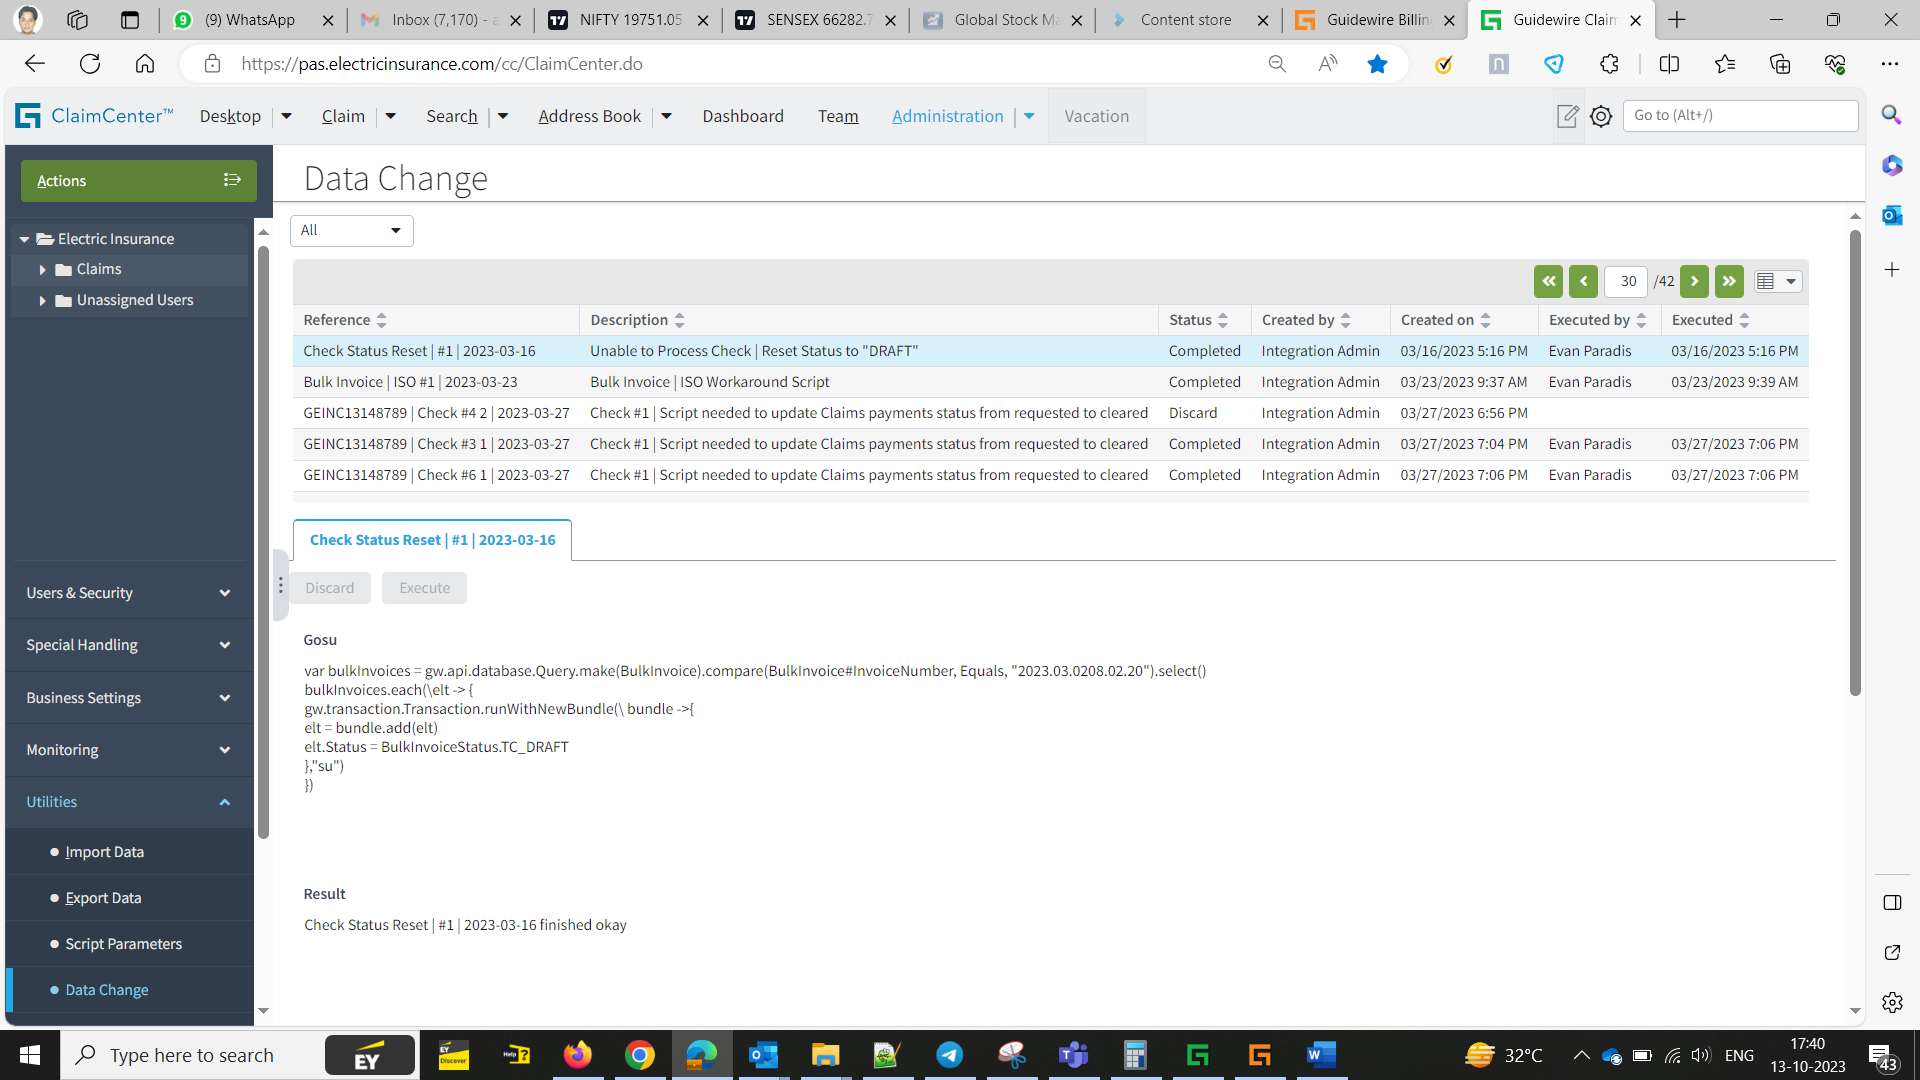 (9) WhatsApp
Inbox (7,170) - a
NIFTY 19751.05
SENSEX 66282.7
Global Stock Ma
Content store
Guidewire Billin
Guidewire Claim
https://pas.electricinsurance.com/cc/ClaimCenter.do
ClaimCenter™ Desktop Claim Search Address Book Dashboard Team Administration Vacation Go to (Alt+/)
Actions
Electric Insurance
Claims
Unassigned Users
Users & Security
Special Handling
Business Settings
Monitoring
Utilities
Import Data
Export Data
Script Parameters
Data Change
Data Change
All
30 /42
Reference Description Status Created by Created on Executed by Executed
Check Status Reset | #1 | 2023-03-16 Unable to Process Check | Reset Status to "DRAFT" Completed Integration Admin 03/16/2023 5:16 PM Evan Paradis 03/16/2023 5:16 PM
Bulk Invoice | ISO #1 | 2023-03-23 Bulk Invoice | ISO Workaround Script Completed Integration Admin 03/23/2023 9:37 AM Evan Paradis 03/23/2023 9:39 AM
GEINC13148789 | Check #4 2 | 2023-03-27 Check #1 | Script needed to update Claims payments status from requested to cleared Discard Integration Admin 03/27/2023 6:56 PM
GEINC13148789 | Check #3 1 | 2023-03-27 Check #1 | Script needed to update Claims payments status from requested to cleared Completed Integration Admin 03/27/2023 7:04 PM Evan Paradis 03/27/2023 7:06 PM
GEINC13148789 | Check #6 1 | 2023-03-27 Check #1 | Script needed to update Claims payments status from requested to cleared Completed Integration Admin 03/27/2023 7:06 PM Evan Paradis 03/27/2023 7:06 PM
Check Status Reset | #1 | 2023-03-16
Discard Execute
Gosu
var bulkInvoices = gw.api.database.Query.make(BulkInvoice).compare(BulkInvoice#InvoiceNumber, Equals, "2023.03.0208.02.20").select()
bulkInvoices.each(\elt -> {
gw.transaction.Transaction.runWithNewBundle(\ bundle ->{
elt = bundle.add(elt)
elt.Status = BulkInvoiceStatus.TC_DRAFT
},"su")
})
Result
Check Status Reset | #1 | 2023-03-16 finished okay
Type here to search
EY
EY
Discover
Help ?
32°C
ENG
17:40
13-10-2023
43